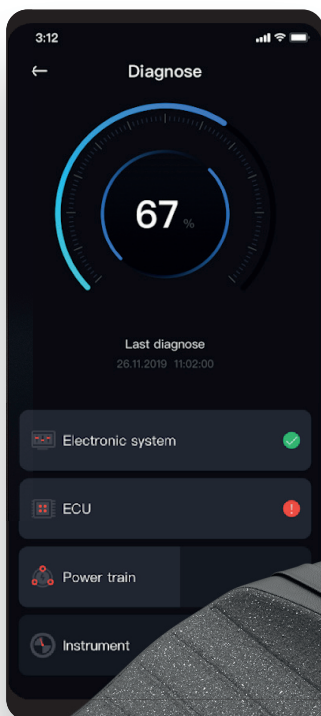 3:12
Diagnose
67 %
Last diagnose
26.11.2019 11:02:00
Electronic system
ECU
Power train
Instrument